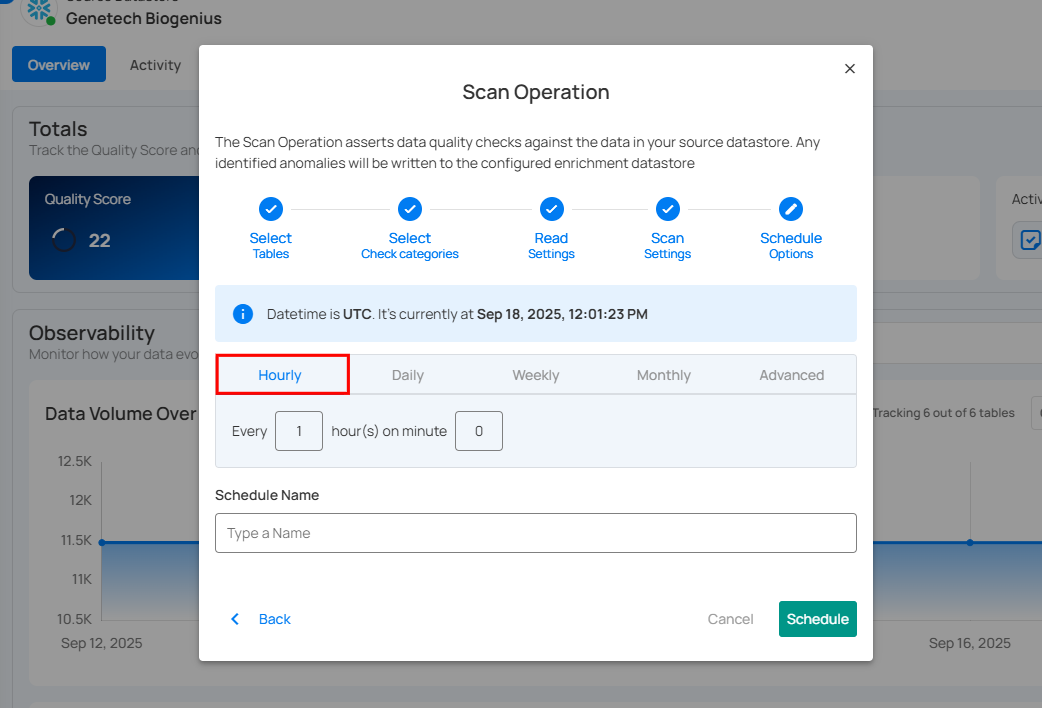 Genetech Biogenius
Overview
Activity
Totals
Track the Quality Score and
Quality Score
22
Activ
Observability
Monitor how your data evo
Data Volume Over
Tracking 6 out of 6 tables
12.5K
12K
11.5K
11K
10.5K
Sep 12, 2025
Sep 16, 2025
Scan Operation
The Scan Operation asserts data quality checks against the data in your source datastore. Any
identified anomalies will be written to the configured enrichment datastore
Select
Tables
Select
Check categories
Read
Settings
Scan
Settings
Schedule
Options
Datetime is UTC. It's currently at Sep 18, 2025, 12:01:23 PM
Hourly
Daily
Weekly
Monthly
Advanced
Every 1 hour(s) on minute 0
Schedule Name
Type a Name
Back
Cancel
Schedule